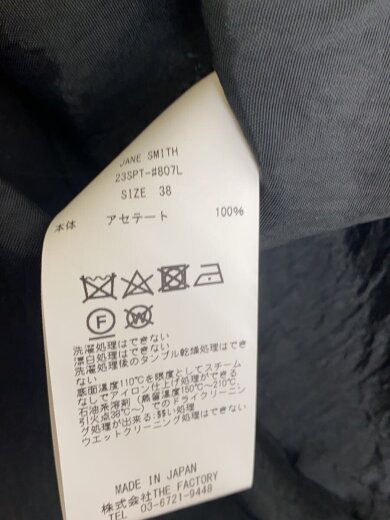 JANE SMITH
23SPT-#807L
SIZE 38
本体 アセテート 100%
F W
洗濯処理はできない
漂白処理はできない
洗濯処理後のタンブル乾燥処理はでき
ない
底面温度110℃を限度としてスチーム
なしでアイロン仕上処理ができる
石油系溶剤(蒸留温度150℃～210℃、
引火点38℃～)でのドライクリーニン
グ処理が出来る:弱い処理
ウエットクリーニング処理はできない
MADE IN JAPAN
株式会社THE FACTORY
03-6721-9448